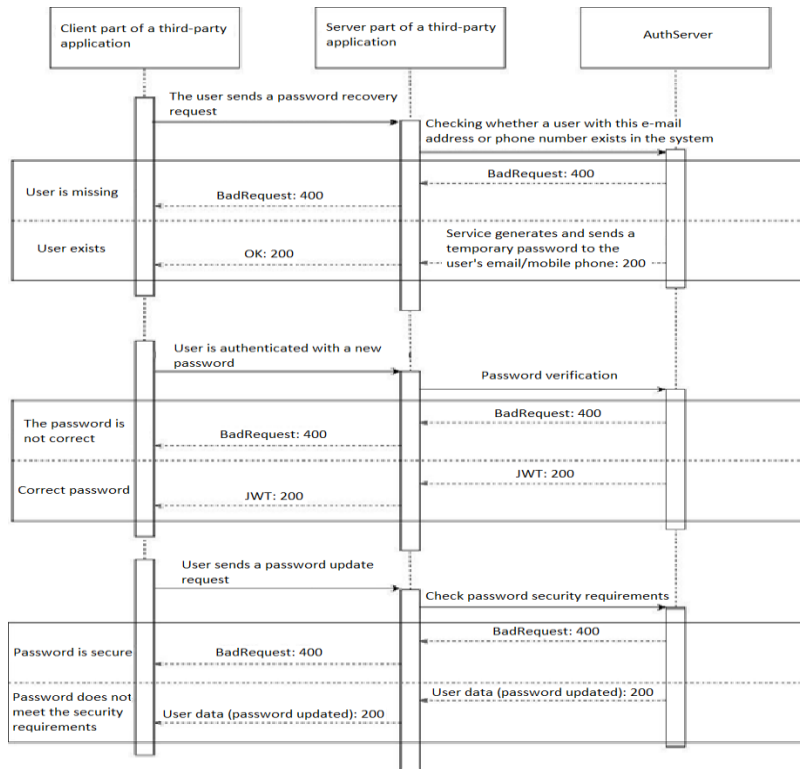 Client part of a third-party
application
Server part of a third-party
application
AuthServer
The user sends a password recovery
request
Checking whether a user with this e-mail
address or phone number exists in the system
User is missing
BadRequest: 400
BadRequest: 400
User exists
Service generates and sends a
temporary password to the
user's email/mobile phone: 200
OK: 200
User is authenticated with a new
password
Password verification
The password is
not correct
BadRequest: 400
BadRequest: 400
Correct password
JWT: 200
JWT: 200
User sends a password update
request
Check password security requirements
Password is secure
BadRequest: 400
BadRequest: 400
Password does not
meet the security
requirements
User data (password updated): 200
User data (password updated): 200